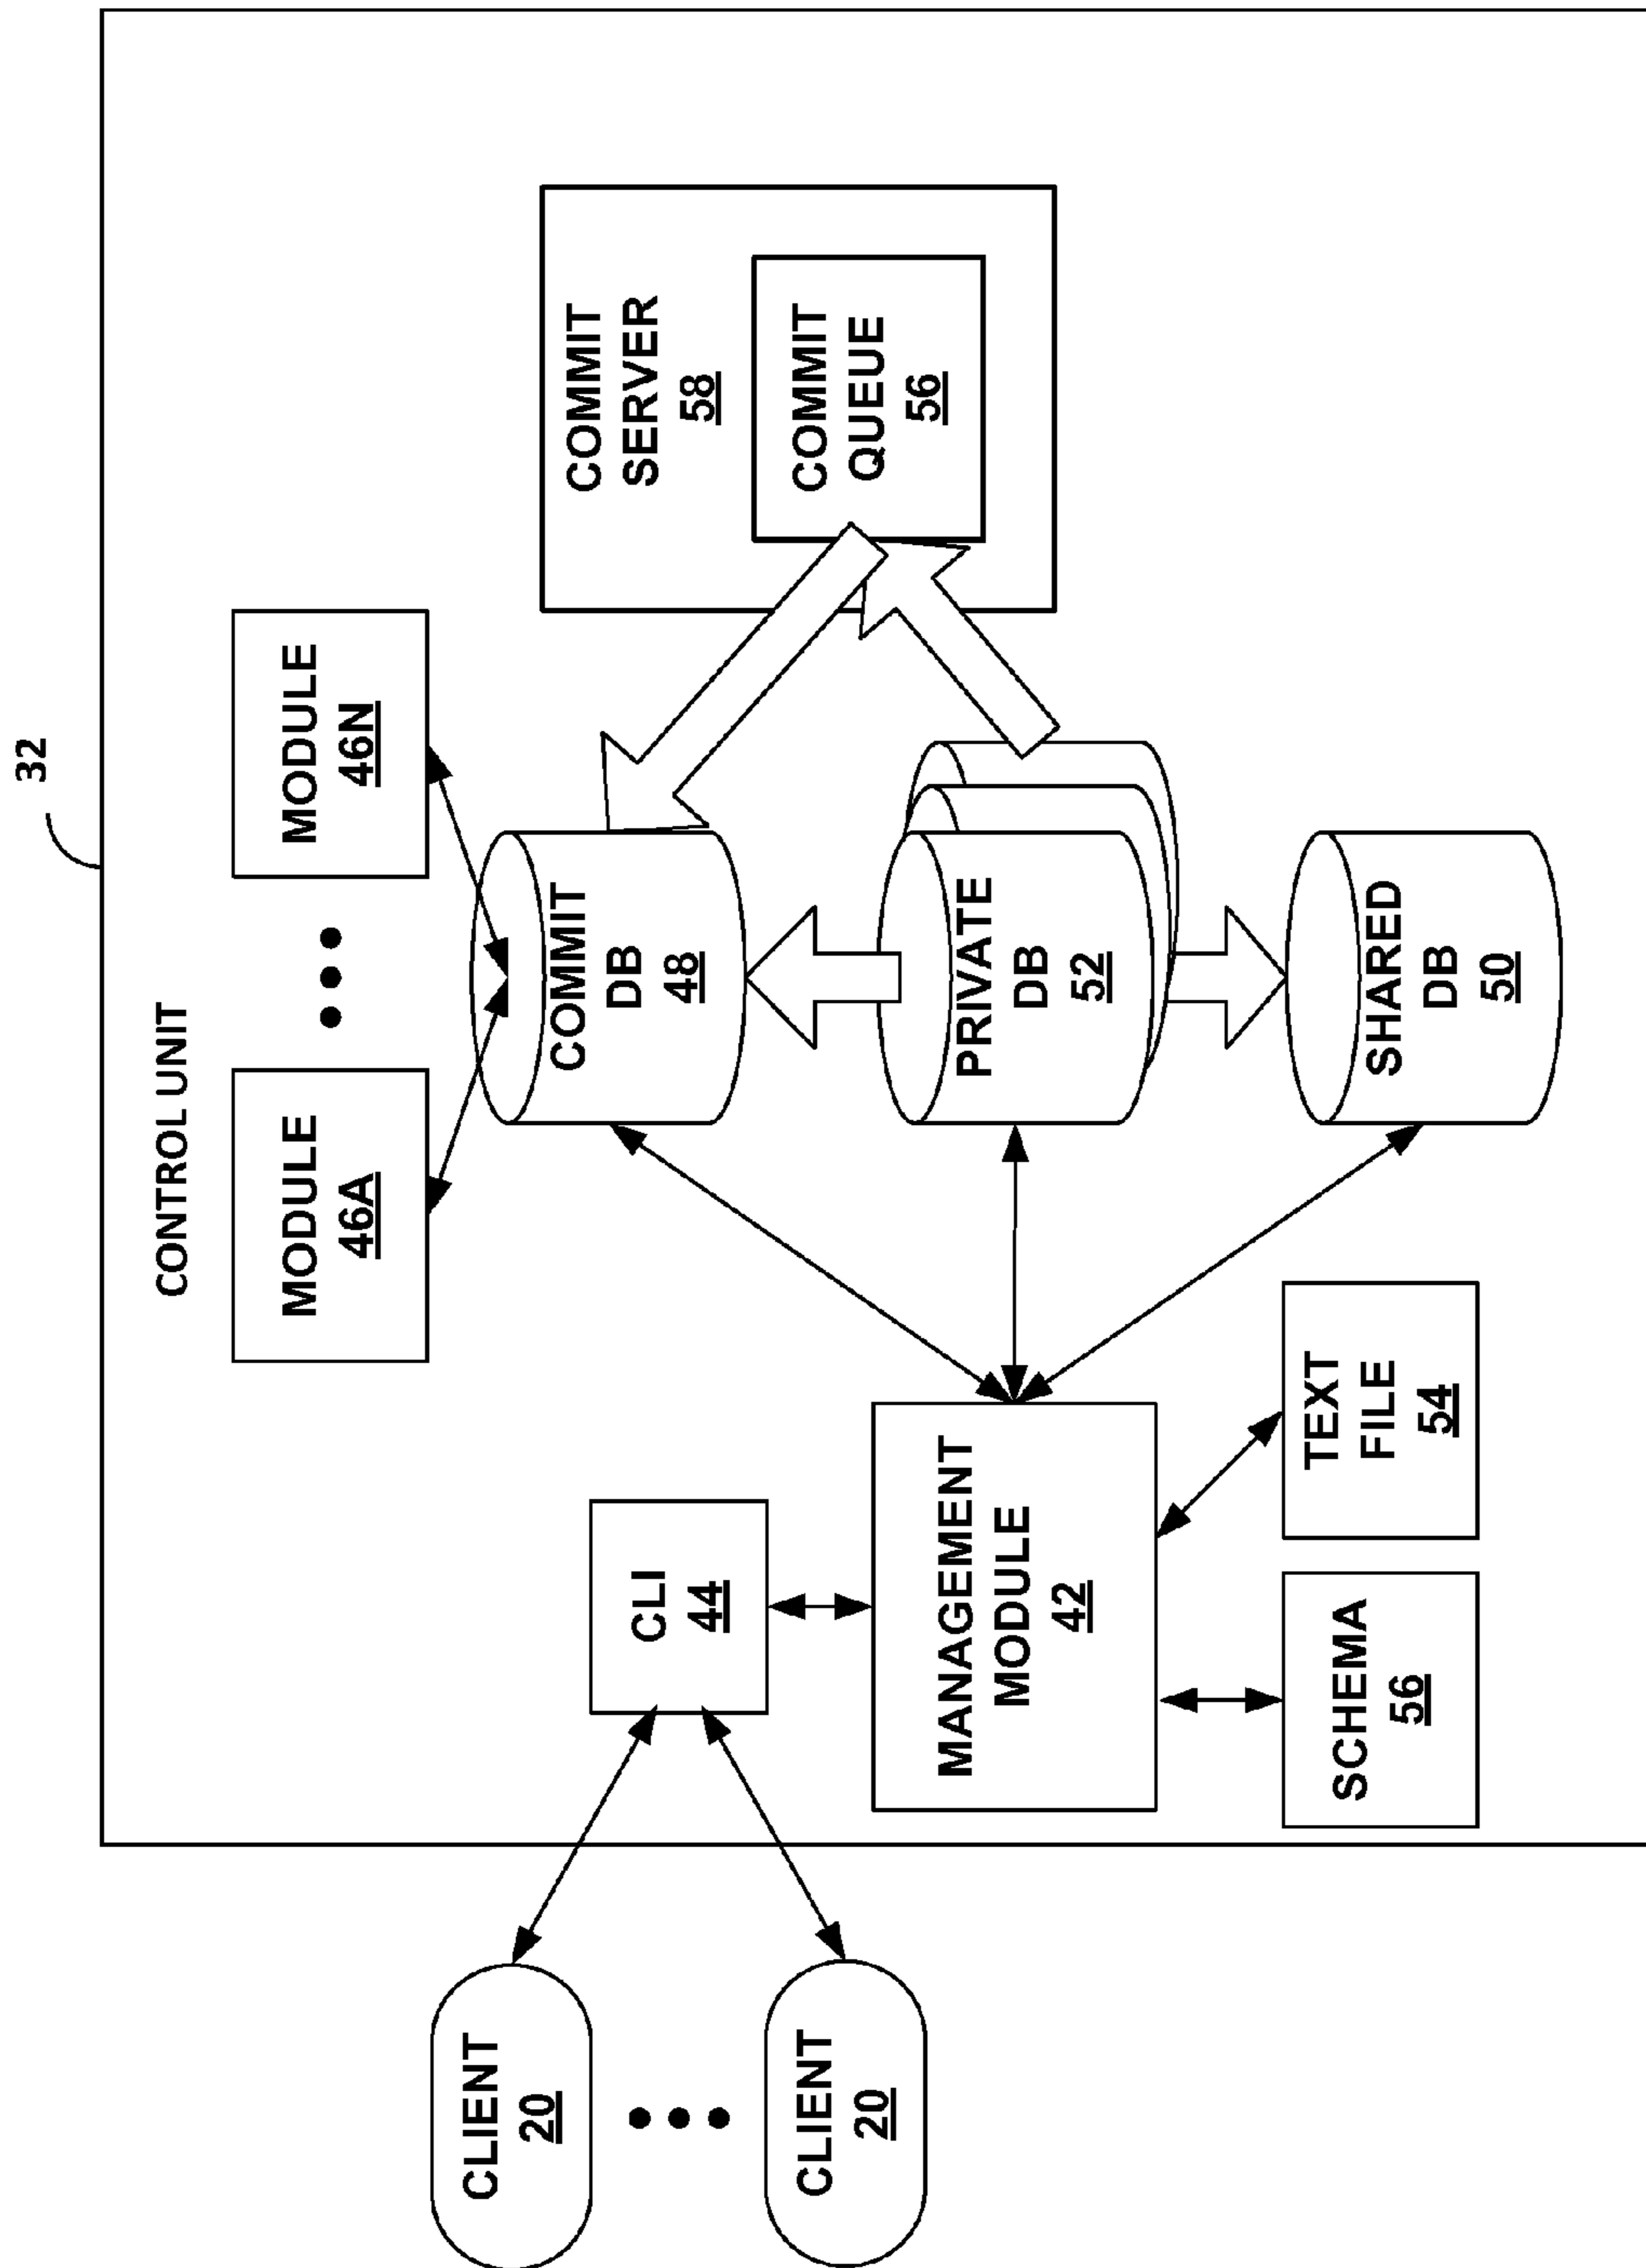 32
CONTROL UNIT
MODULE
46A
MODULE
46N
CLIENT
20
CLIENT
20
CLI
44
MANAGEMENT
MODULE
42
SCHEMA
56
TEXT
FILE
54
COMMIT
DB
48
PRIVATE
DB
52
SHARED
DB
50
COMMIT
SERVER
58
COMMIT
QUEUE
56